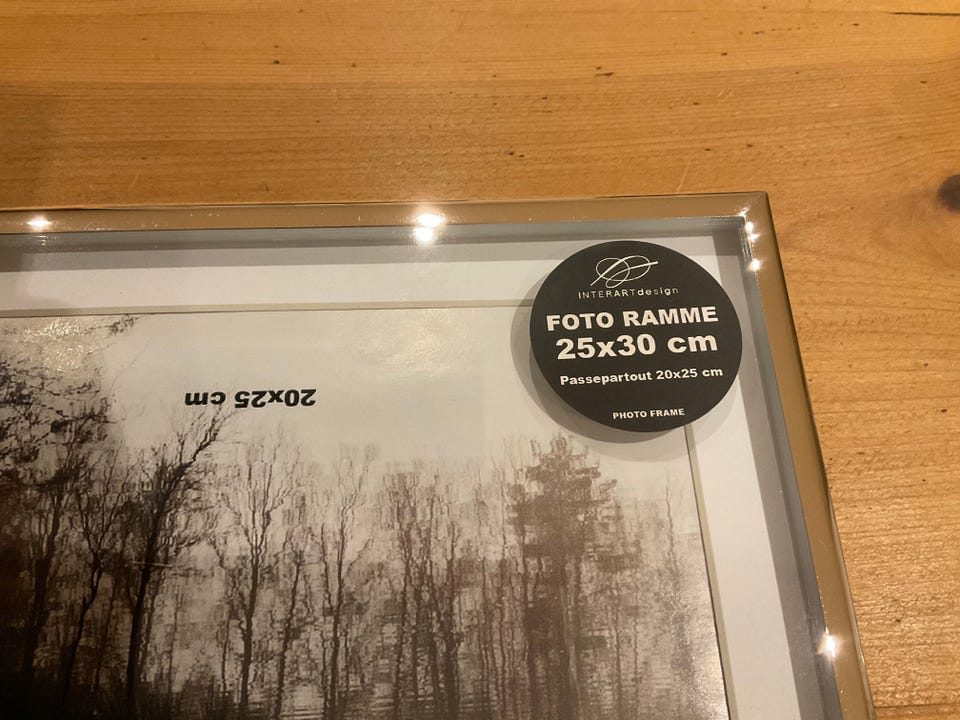 INTERARTdesign
FOTO RAMME
25x30 cm
Passepartout 20x25 cm
PHOTO FRAME
20x25 cm